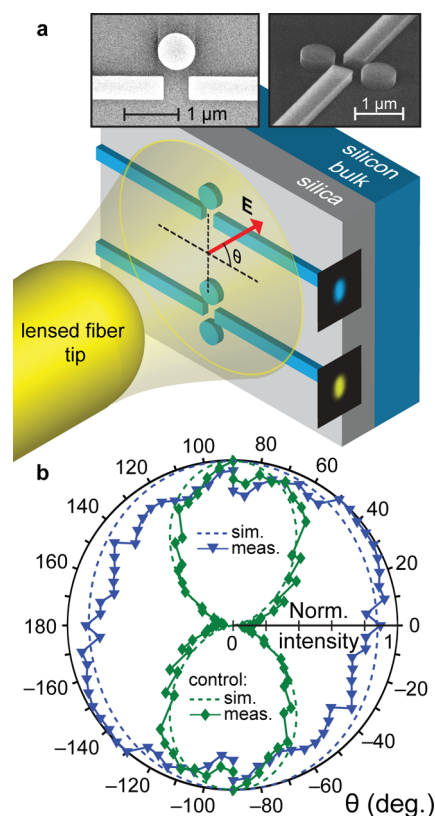 a
1 μm
1 μm
silicon
bulk
silica
E
θ
lensed fiber
tip
b
100 80
120 60
140 40
160 20
180 0
−160 −20
−140 −40
−120 −60
−100 −80
sim.
meas.
Norm.
0 intensity 1
control:
sim.
meas.
θ (deg.)